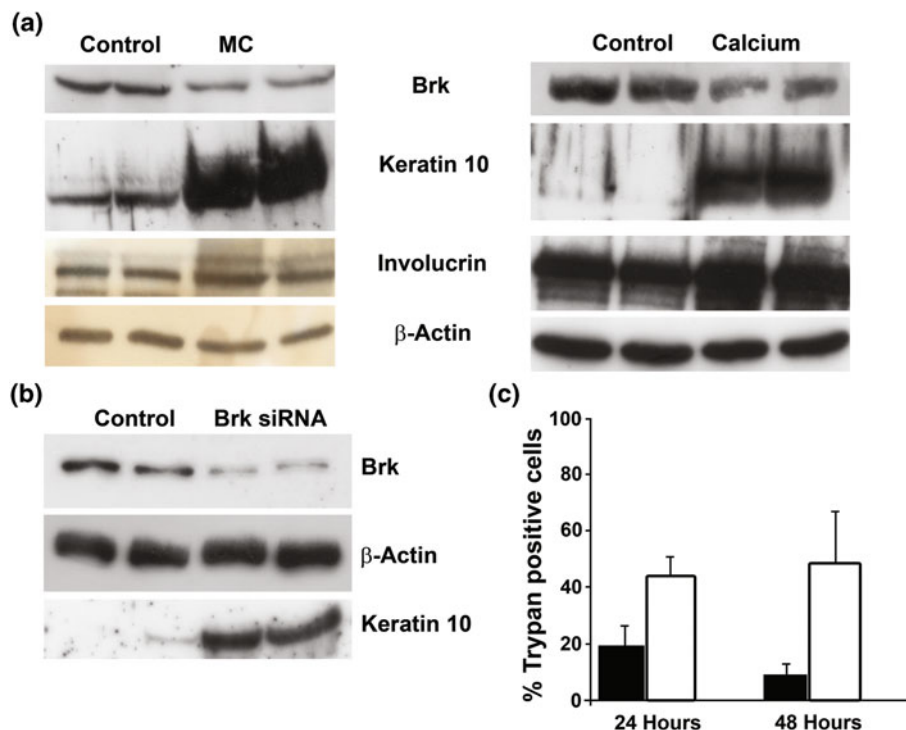 (a)
Control MC
Control Calcium
Brk
Keratin 10
Involucrin
β-Actin
(b)
Control Brk siRNA
Brk
β-Actin
Keratin 10
(c)
% Trypan positive cells
100
80
60
40
20
0
24 Hours 48 Hours